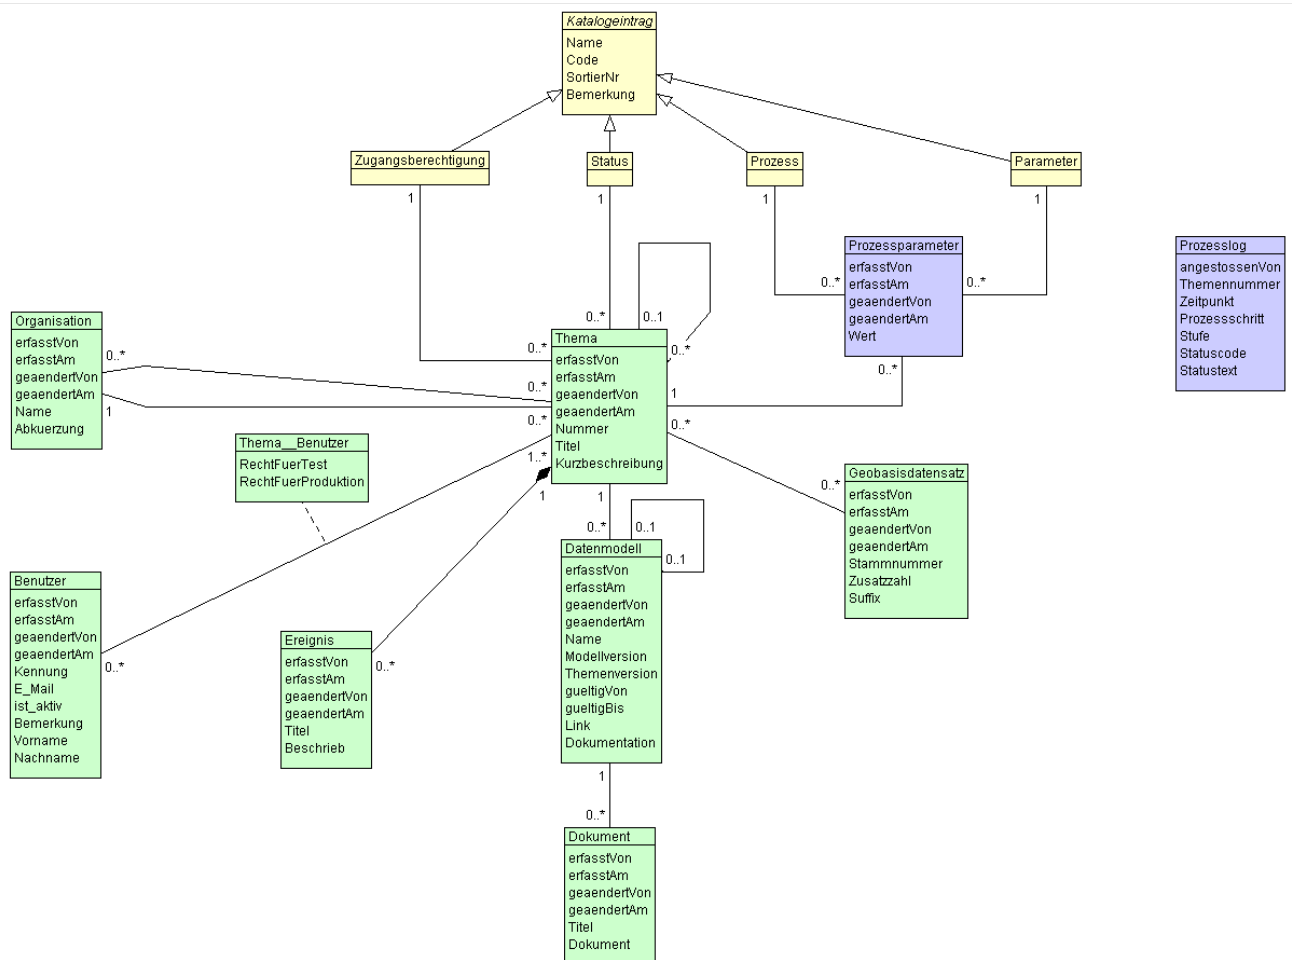 Katalogeintrag
Name
Code
SortierNr
Bemerkung
Zugangsberechtigung
Status
Prozess
Parameter
1
1
1
1
Prozessparameter
erfasstVon
erfasstAm
geaendertVon
geaendertAm
Wert
0..*
0..*
0..*
Prozesslog
angestossenVon
Themennummer
Zeitpunkt
Prozessschritt
Stufe
Statuscode
Statustext
Organisation
erfasstVon
erfasstAm
geaendertVon
geaendertAm
Name
Abkuerzung
0..*
1
0..*
0..1
0..*
0..*
0..*
0..*
1..*
1
Thema
erfasstVon
erfasstAm
geaendertVon
geaendertAm
Nummer
Titel
Kurzbeschreibung
1
0..*
1
Thema__Benutzer
RechtFuerTest
RechtFuerProduktion
Geobasisdatensatz
erfasstVon
erfasstAm
geaendertVon
geaendertAm
Stammnummer
Zusatzzahl
Suffix
0..*
0..*
0..1
0..1
Datenmodell
erfasstVon
erfasstAm
geaendertVon
geaendertAm
Name
Modellversion
Themenversion
gueltigVon
gueltigBis
Link
Dokumentation
Benutzer
erfasstVon
erfasstAm
geaendertVon
geaendertAm
Kennung
E_Mail
ist_aktiv
Bemerkung
Vorname
Nachname
0..*
Ereignis
erfasstVon
erfasstAm
geaendertVon
geaendertAm
Titel
Beschrieb
0..*
1
0..*
Dokument
erfasstVon
erfasstAm
geaendertVon
geaendertAm
Titel
Dokument